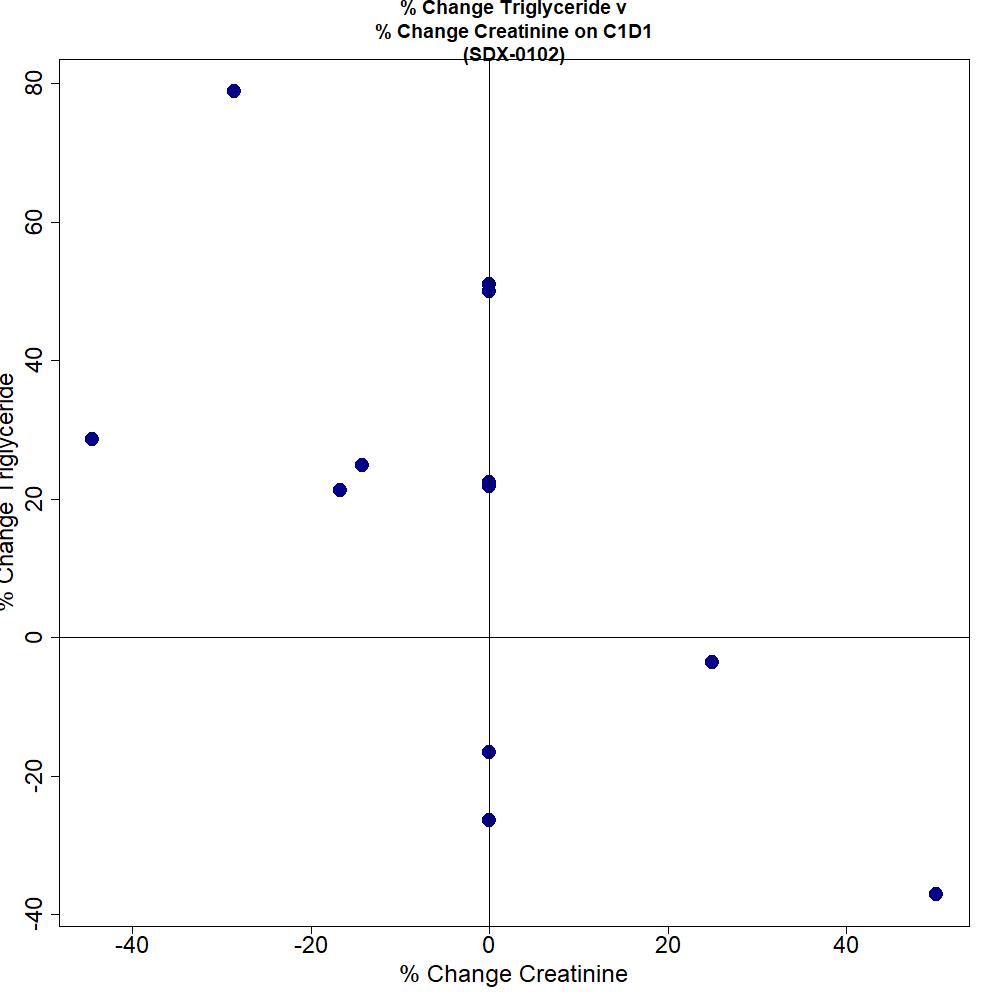 % Change Triglyceride v
% Change Creatinine on C1D1
(SDX-0102)
% Change Triglyceride
80
60
40
20
0
-20
-40
-40
-20
0
20
40
% Change Creatinine